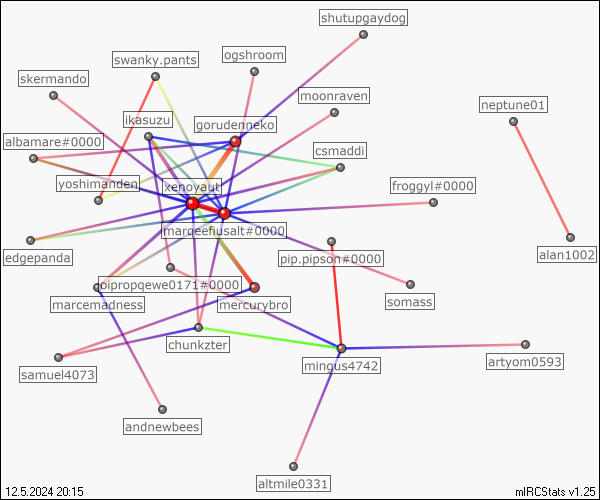 shutupgaydog
ogshroom
swanky.pants
skermando
moonraven
neptune01
ikasuzu
gorudenneko
albamare#0000
csmaddi
yoshimanden
xenovaut
froggyl#0000
marqeefiusalt#0000
edgepanda
pip.pipson#0000
alan1002
oipropqewe0171#0000
marcemadness
mercurybro
somass
chunkzter
mingus4742
artyom0593
samuel4073
andnewbees
altmile0331
12.5.2024 20:15
mIRCStats v1.25